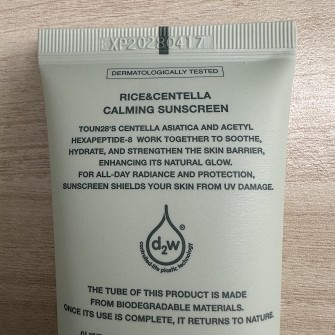 XP20280417
DERMATOLOGICALLY TESTED
RICE&CENTELLA
CALMING SUNSCREEN
TOUN28'S CENTELLA ASIATICA AND ACETYL
HEXAPEPTIDE-8 WORK TOGETHER TO SOOTHE,
HYDRATE, AND STRENGTHEN THE SKIN BARRIER,
ENHANCING ITS NATURAL GLOW.
FOR ALL-DAY RADIANCE AND PROTECTION,
SUNSCREEN SHIELDS YOUR SKIN FROM UV DAMAGE.
d2w®
controlled-life plastic technology
THE TUBE OF THIS PRODUCT IS MADE
FROM BIODEGRADABLE MATERIALS.
ONCE ITS USE IS COMPLETE, IT RETURNS TO NATURE.